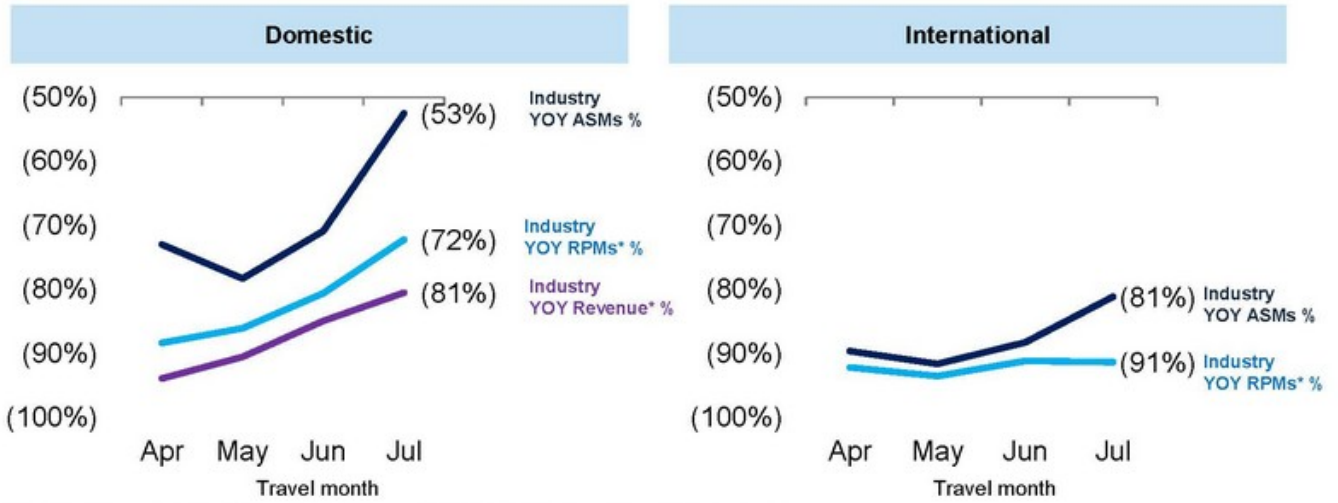 Domestic
(50%)
(60%)
(70%)
(80%)
(90%)
(100%)
(53%)
Industry
YOY ASMs %
(72%)
Industry
YOY RPMs* %
(81%)
Industry
YOY Revenue* %
Apr May Jun Jul
Travel month
International
(50%)
(60%)
(70%)
(80%)
(90%)
(100%)
(81%)
Industry
YOY ASMs %
(91%)
Industry
YOY RPMs* %
Apr May Jun Jul
Travel month